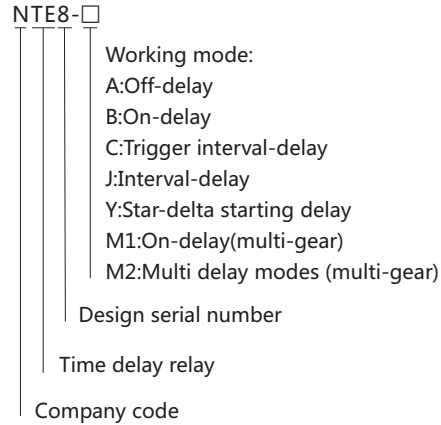 NTE8-□
Working mode:
A:Off-delay
B:On-delay
C:Trigger interval-delay
J:Interval-delay
Y:Star-delta starting delay
M1:On-delay(multi-gear)
M2:Multi delay modes (multi-gear)
Design serial number
Time delay relay
Company code